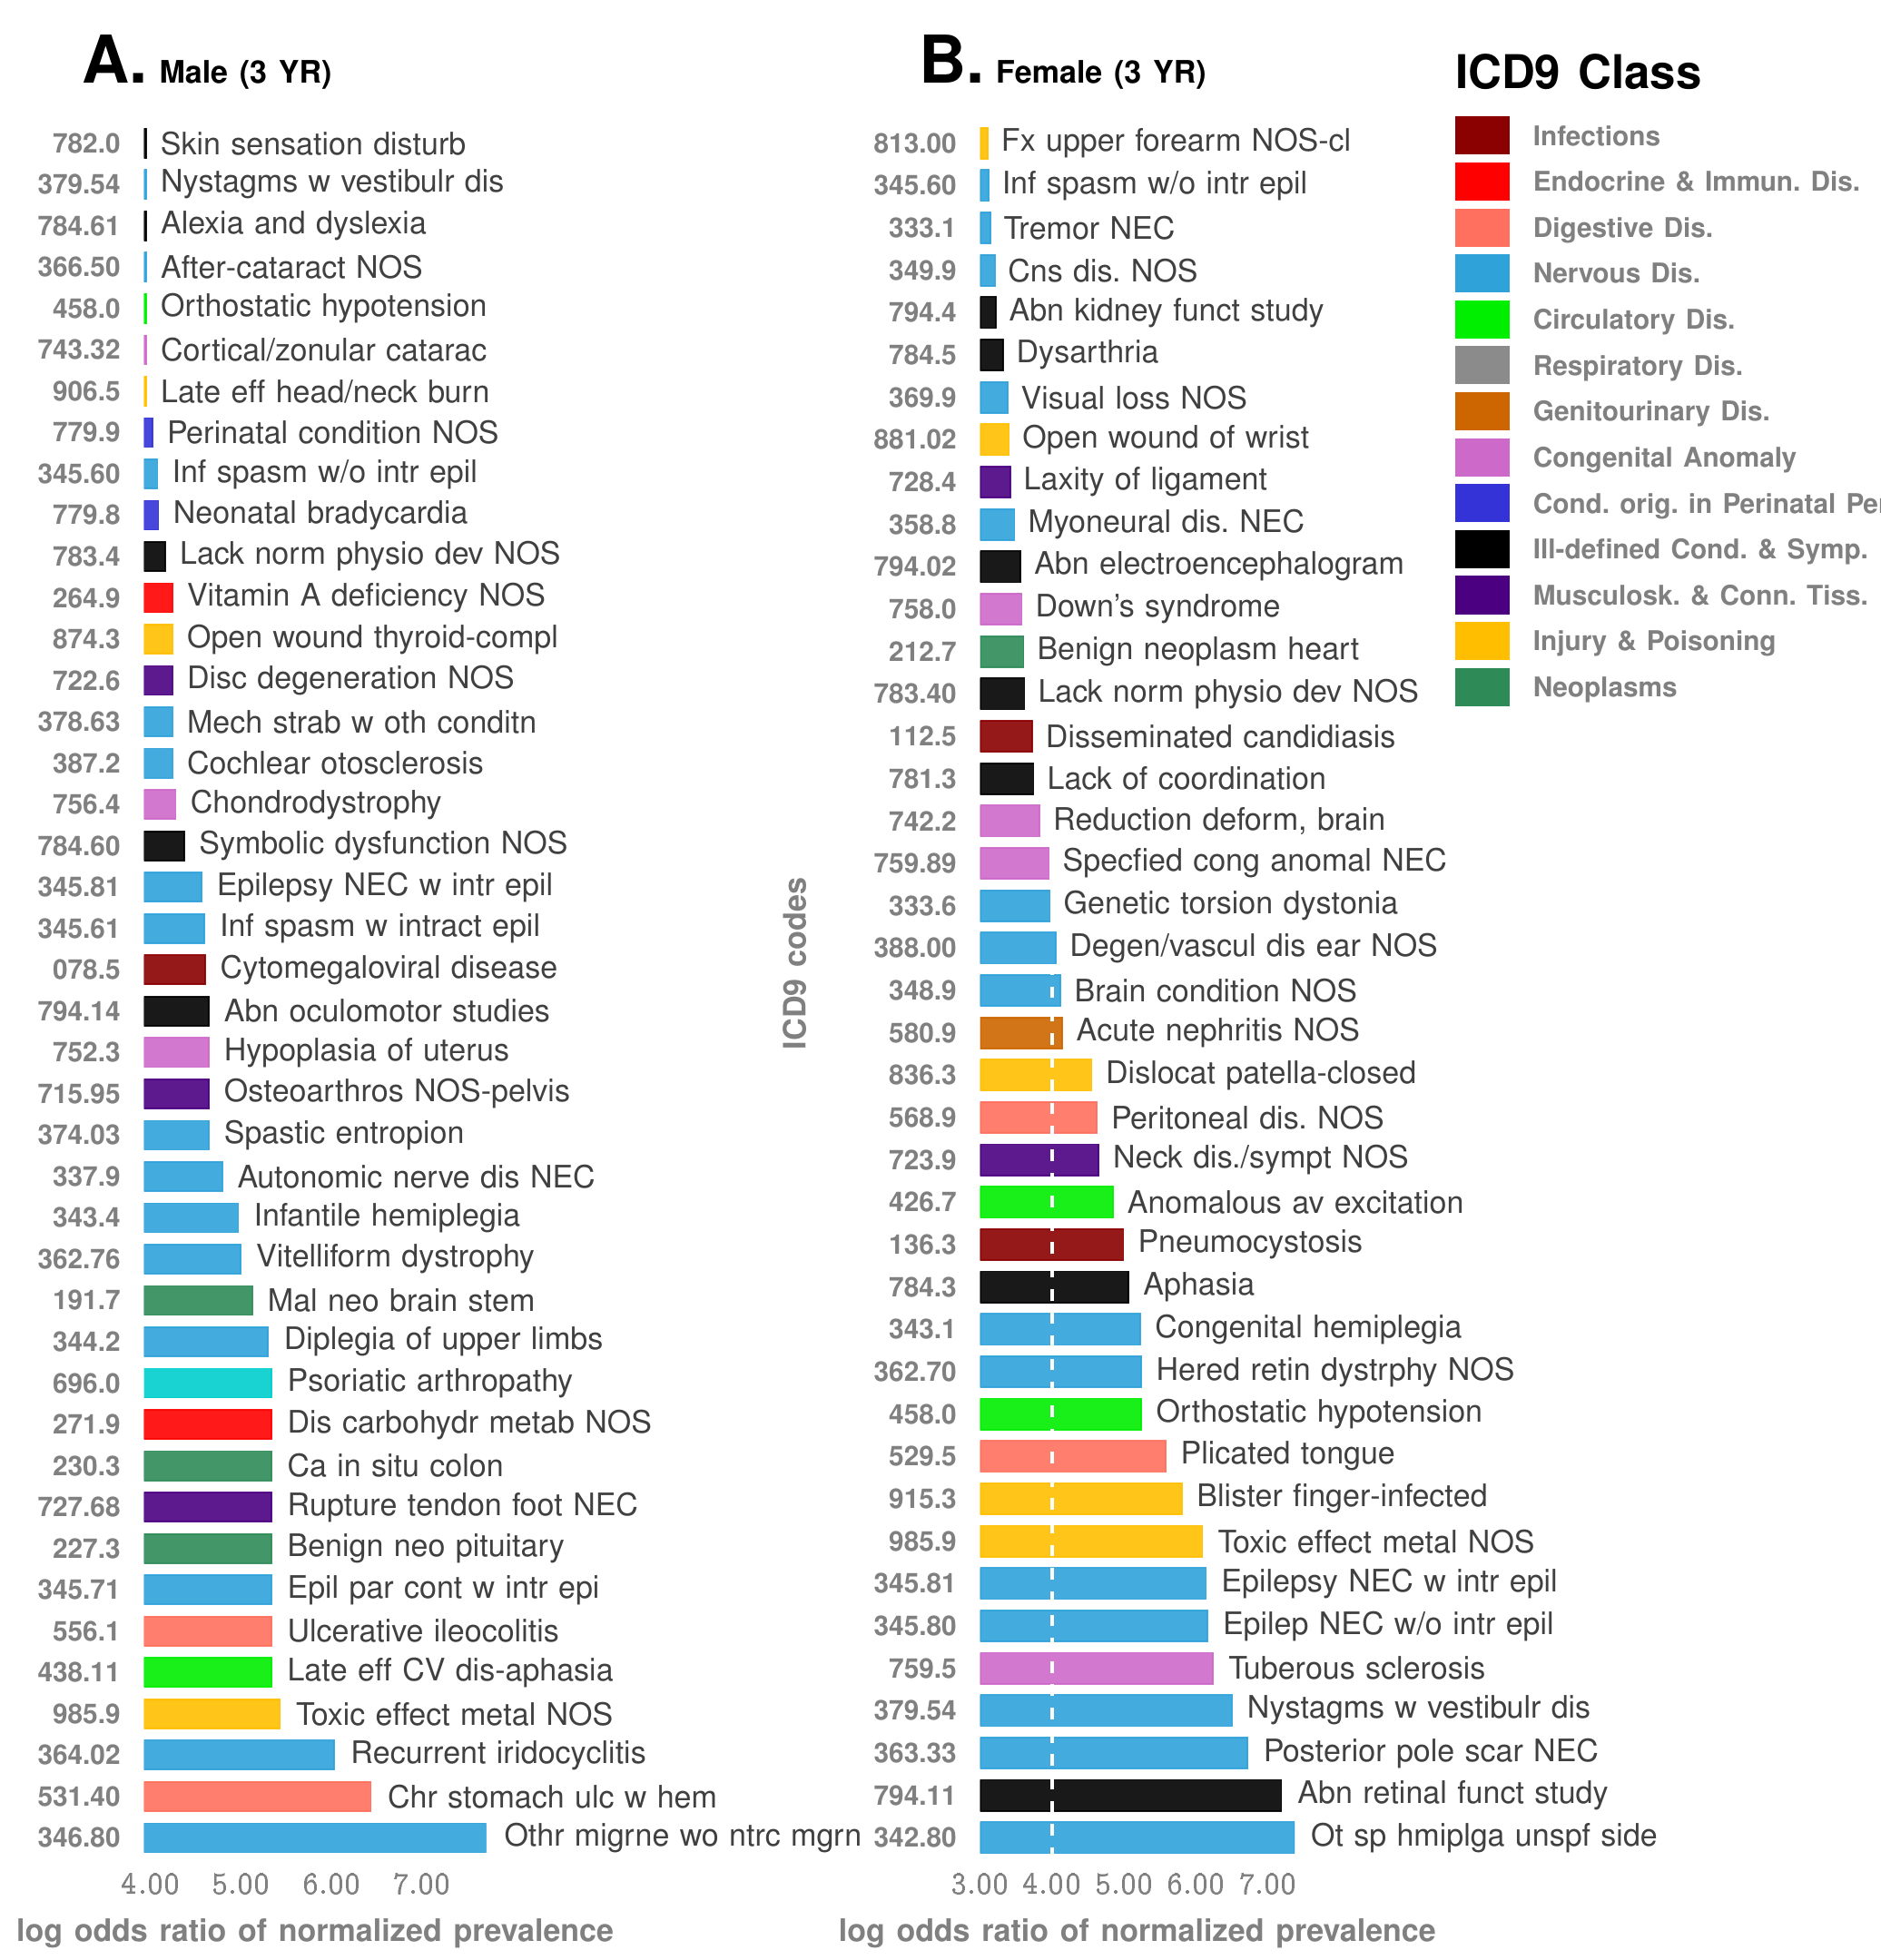 A. Male (3 YR)
782.0 Skin sensation disturb
379.54 Nystagms w vestibulr dis
784.61 Alexia and dyslexia
366.50 After-cataract NOS
458.0 Orthostatic hypotension
743.32 Cortical/zonular catarac
906.5 Late eff head/neck burn
779.9 Perinatal condition NOS
345.60 Inf spasm w/o intr epil
779.8 Neonatal bradycardia
783.4 Lack norm physio dev NOS
264.9 Vitamin A deficiency NOS
874.3 Open wound thyroid-compl
722.6 Disc degeneration NOS
378.63 Mech strab w oth conditn
387.2 Cochlear otosclerosis
756.4 Chondrodystrophy
784.60 Symbolic dysfunction NOS
345.81 Epilepsy NEC w intr epil
345.61 Inf spasm w intract epil
078.5 Cytomegaloviral disease
794.14 Abn oculomotor studies
752.3 Hypoplasia of uterus
715.95 Osteoarthros NOS-pelvis
374.03 Spastic entropion
337.9 Autonomic nerve dis NEC
343.4 Infantile hemiplegia
362.76 Vitelliform dystrophy
191.7 Mal neo brain stem
344.2 Diplegia of upper limbs
696.0 Psoriatic arthropathy
271.9 Dis carbohydr metab NOS
230.3 Ca in situ colon
727.68 Rupture tendon foot NEC
227.3 Benign neo pituitary
345.71 Epil par cont w intr epi
556.1 Ulcerative ileocolitis
438.11 Late eff CV dis-aphasia
985.9 Toxic effect metal NOS
364.02 Recurrent iridocyclitis
531.40 Chr stomach ulc w hem
346.80 Othr migrne wo ntrc mgrn
4.00 5.00 6.00 7.00
log odds ratio of normalized prevalence
B. Female (3 YR)
ICD9 codes
813.00 Fx upper forearm NOS-cl
345.60 Inf spasm w/o intr epil
333.1 Tremor NEC
349.9 Cns dis. NOS
794.4 Abn kidney funct study
784.5 Dysarthria
369.9 Visual loss NOS
881.02 Open wound of wrist
728.4 Laxity of ligament
358.8 Myoneural dis. NEC
794.02 Abn electroencephalogram
758.0 Down's syndrome
212.7 Benign neoplasm heart
783.40 Lack norm physio dev NOS
112.5 Disseminated candidiasis
781.3 Lack of coordination
742.2 Reduction deform, brain
759.89 Specfied cong anomal NEC
333.6 Genetic torsion dystonia
388.00 Degen/vascul dis ear NOS
348.9 Brain condition NOS
580.9 Acute nephritis NOS
836.3 Dislocat patella-closed
568.9 Peritoneal dis. NOS
723.9 Neck dis./sympt NOS
426.7 Anomalous av excitation
136.3 Pneumocystosis
784.3 Aphasia
343.1 Congenital hemiplegia
362.70 Hered retin dystrphy NOS
458.0 Orthostatic hypotension
529.5 Plicated tongue
915.3 Blister finger-infected
985.9 Toxic effect metal NOS
345.81 Epilepsy NEC w intr epil
345.80 Epilep NEC w/o intr epil
759.5 Tuberous sclerosis
379.54 Nystagms w vestibulr dis
363.33 Posterior pole scar NEC
794.11 Abn retinal funct study
342.80 Ot sp hmiplga unspf side
3.00 4.00 5.00 6.00 7.00
log odds ratio of normalized prevalence
ICD9 Class
Infections
Endocrine & Immun. Dis.
Digestive Dis.
Nervous Dis.
Circulatory Dis.
Respiratory Dis.
Genitourinary Dis.
Congenital Anomaly
Cond. orig. in Perinatal Pe
Ill-defined Cond. & Symp.
Musculosk. & Conn. Tiss.
Injury & Poisoning
Neoplasms